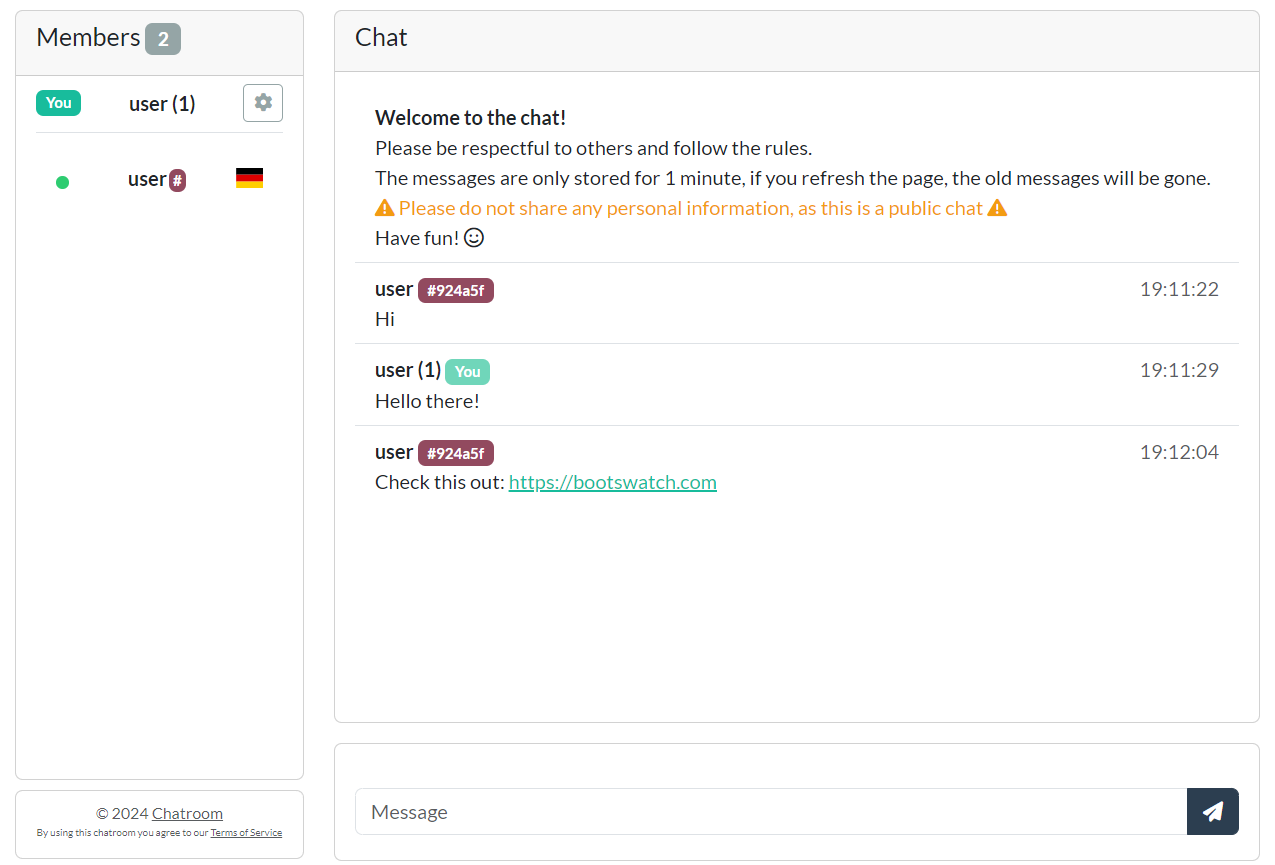 Members 2
You user (1)
user #
© 2024 Chatroom
By using this chatroom you agree to our Terms of Service
Chat
Welcome to the chat!
Please be respectful to others and follow the rules.
The messages are only stored for 1 minute, if you refresh the page, the old messages will be gone.
Please do not share any personal information, as this is a public chat
Have fun!
user #924a5f 19:11:22
Hi
user (1) You 19:11:29
Hello there!
user #924a5f 19:12:04
Check this out: https://bootswatch.com
Message